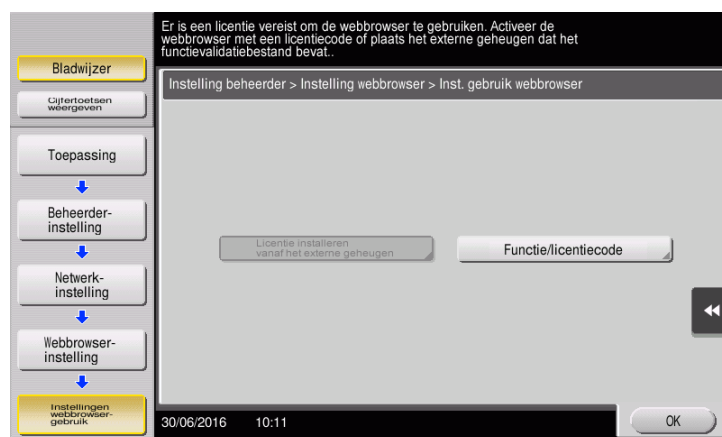 Er is een licentie vereist om de webbrowser te gebruiken. Activeer de
webbrowser met een licentiecode of plaats het externe geheugen dat het
functievalidatiebestand bevat..
Bladwijzer
Cijfertoetsen
weergeven
Toepassing
Beheerder-
instelling
Netwerk-
instelling
Webbrowser-
instelling
Instellingen
webbrowser-
gebruik
Instelling beheerder > Instelling webbrowser > Inst. gebruik webbrowser
Licentie installeren
vanaf het externe geheugen
Functie/licentiecode
30/06/2016 10:11
OK